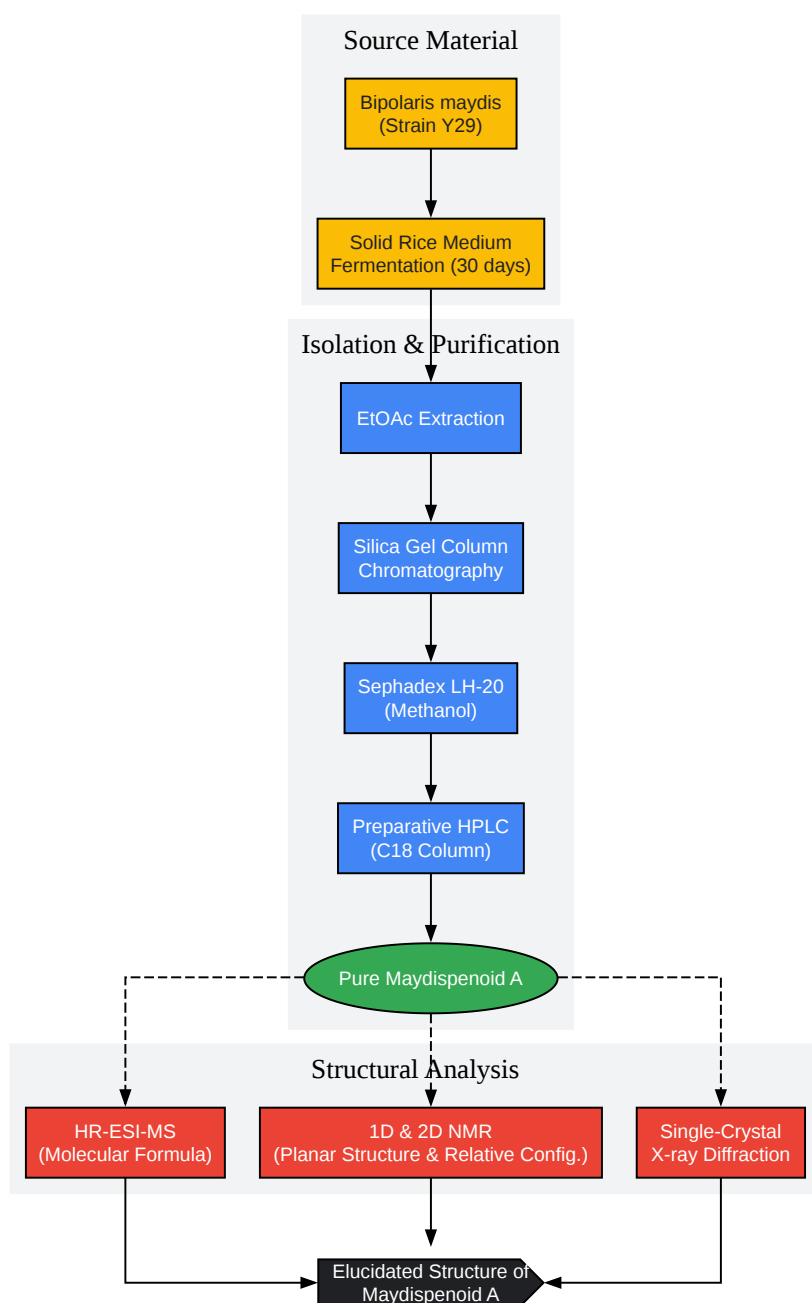 Source Material
Bipolaris maydis
(Strain Y29)
Solid Rice Medium
Fermentation (30 days)
Isolation & Purification
EtOAc Extraction
Silica Gel Column
Chromatography
Sephadex LH-20
(Methanol)
Preparative HPLC
(C18 Column)
Pure Maydispenoid A
Structural Analysis
HR-ESI-MS
(Molecular Formula)
1D & 2D NMR
(Planar Structure & Relative Config.)
Single-Crystal
X-ray Diffraction
Elucidated Structure of
Maydispenoid A